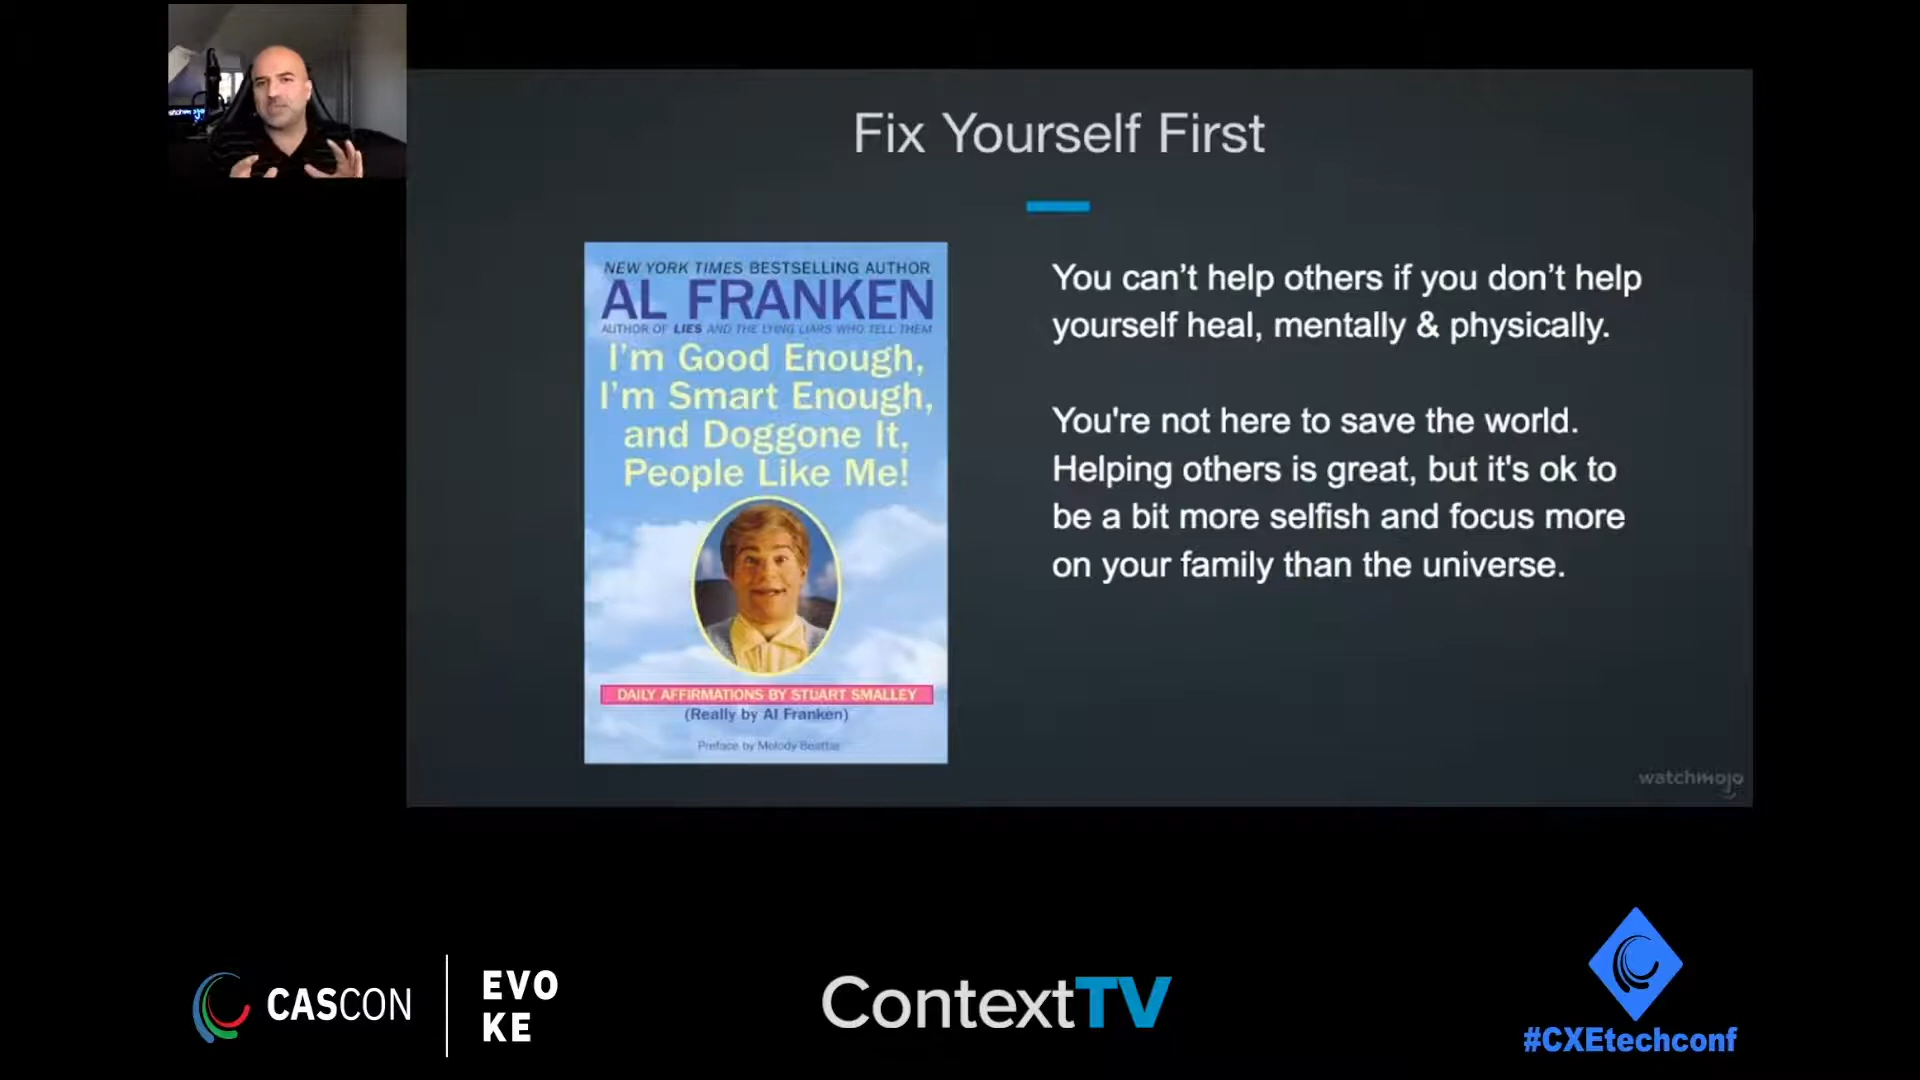 Fix Yourself First
NEW YORK TIMES BESTSELLING AUTHOR
AL FRANKEN
AUTHOR OF LIES AND THE LYING LIARS WHO TELL THEM
I'm Good Enough,
I'm Smart Enough,
and Doggone It,
People Like Me!
DAILY AFFIRMATIONS BY STUART SMALLEY
(Really by Al Franken)
Preface by Melody Beattie
You can’t help others if you don’t help
yourself heal, mentally & physically.
You're not here to save the world.
Helping others is great, but it's ok to
be a bit more selfish and focus more
on your family than the universe.
watchmojo
CASCON
EVO
KE
ContextTV
#CXEtechconf